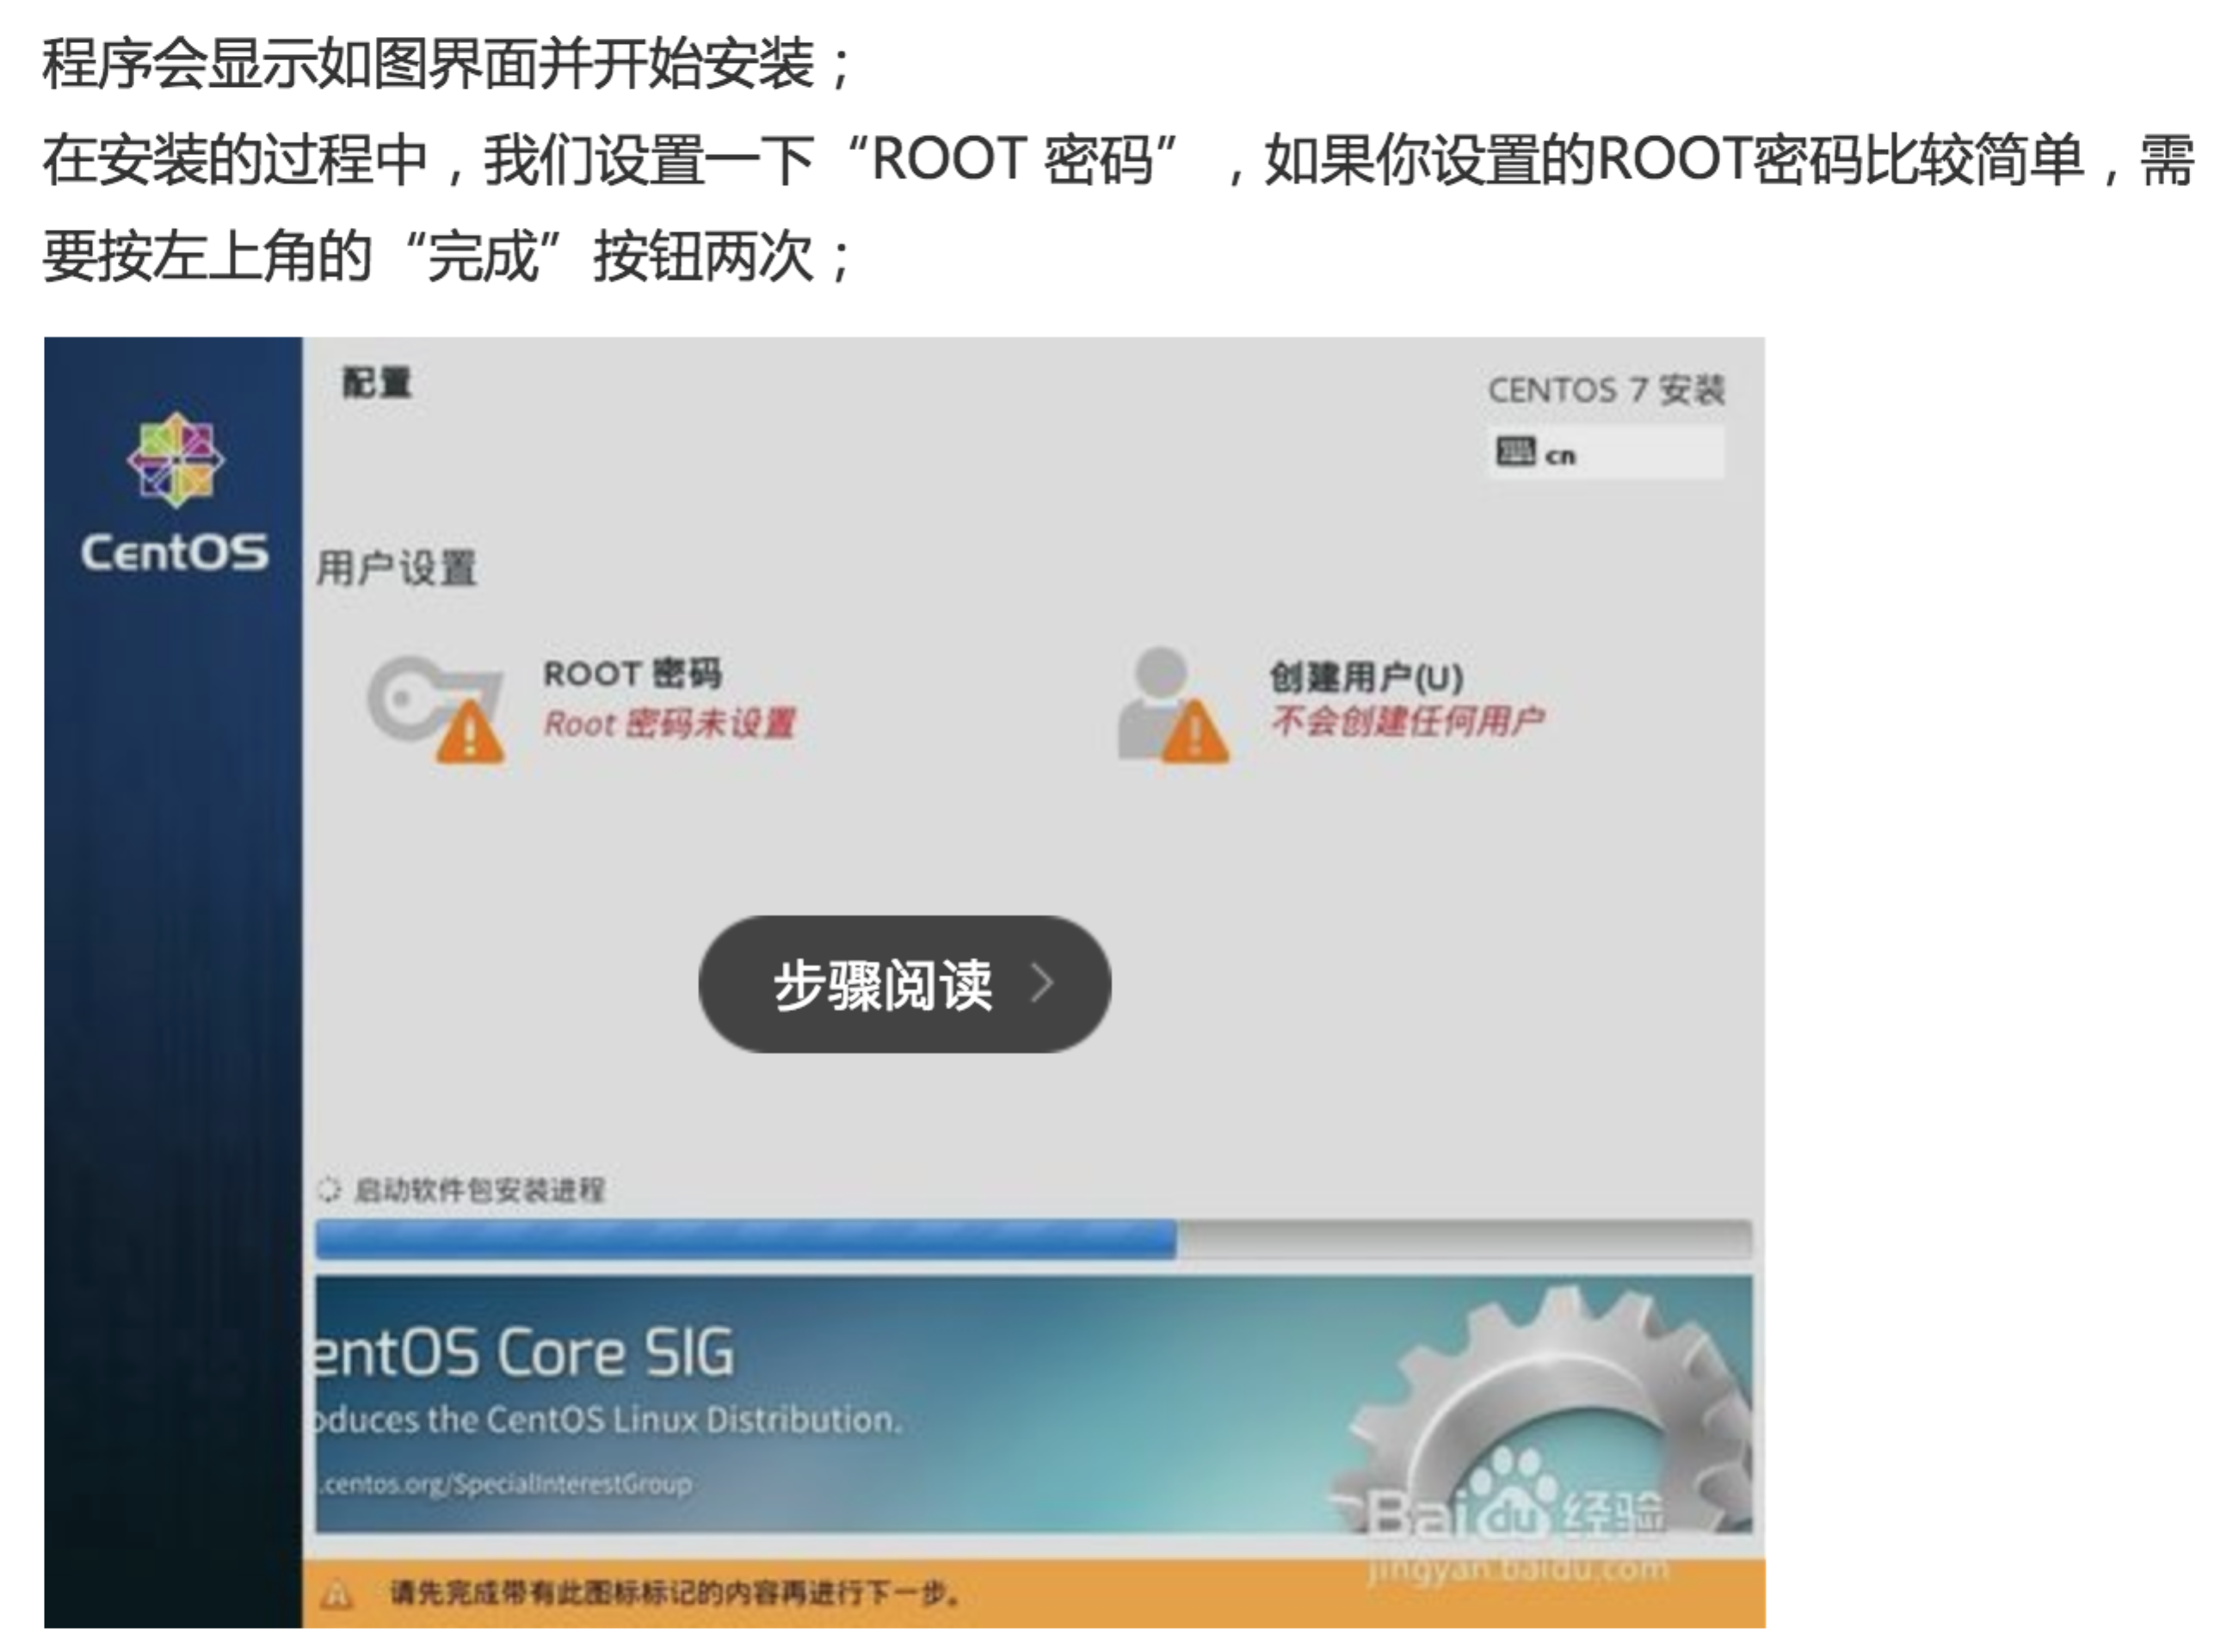 程序会显示如图界面并开始安装；
在安装的过程中，我们设置一下“ROOT 密码”，如果你设置的ROOT密码比较简单，需
要按左上角的“完成”按钮两次；
配置
CENTOS 7 安装
cn
CentOS
用户设置
ROOT 密码
Root 密码未设置
创建用户(U)
不会创建任何用户
步骤阅读
启动软件包安装进程
entOS Core SIG
oduces the CentOS Linux Distribution.
.centos.org/SpecialInterestGroup
Baidu 经验
jingyan.baidu.com
请先完成带有此图标标记的内容再进行下一步。